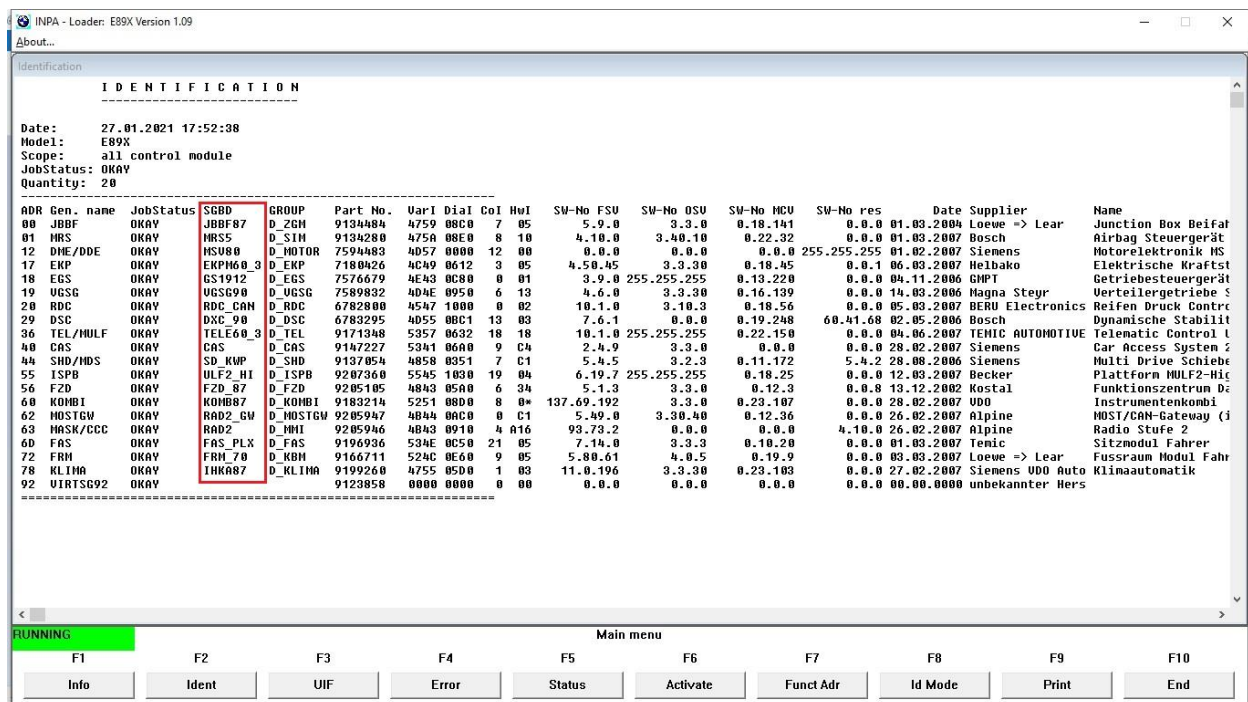 INPA - Loader: E89X Version 1.09
About...
Identification
I D E N T I F I C A T I O N
Date: 27.01.2021 17:52:38
Model: E89X
Scope: all control module
JobStatus: OKAY
Quantity: 20
ADR Gen. name JobStatus SGBD GROUP Part No. VarI DiaI CoI HwI SW-No FSV SW-No OSV SW-No MCV SW-No res Date Supplier Name
00 JBBF OKAY JBBF87 D_ZGM 9134484 4759 08C0 7 05 5.9.0 3.3.0 0.18.141 0.0.0 01.03.2004 Loewe => Lear Junction Box Beifah
01 MRS OKAY MRS5 D_SIM 9134280 475A 08E0 8 10 4.10.0 3.40.10 0.22.32 0.0.0 01.03.2007 Bosch Airbag Steuergerät
12 DME/DDE OKAY MSV80 D_MOTOR 7594483 4D57 0000 12 00 0.0.0 0.0.0 0.0.0 255.255.255 01.02.2007 Siemens Motorelektronik MS
17 EKP OKAY EKPM60_3 D_EKP 7180426 4C49 0612 3 05 4.50.45 3.3.30 0.18.45 0.0.1 06.03.2007 Helbako Elektrische Kraftst
18 EGS OKAY GS1912 D_EGS 7576679 4E43 0C80 0 01 3.9.0 255.255.255 0.13.220 0.0.0 04.11.2006 GMPT Getriebesteuergerät
19 VGSG OKAY VGSG90 D_VGSG 7589832 4D4E 0950 6 13 4.6.0 3.3.30 0.16.139 0.0.0 14.03.2006 Magna Steyr Verteilergetriebe S
20 RDC OKAY RDC_CAN D_RDC 6782800 4547 1000 0 02 10.1.0 3.10.3 0.18.56 0.0.0 05.03.2007 BERU Electronics Reifen Druck Contro
29 DSC OKAY DXC_90 D_DSC 6783295 4D55 0BC1 13 03 7.6.1 0.0.0 0.19.248 60.41.68 02.05.2006 Bosch Dynamische Stabilit
36 TEL/MULF OKAY TELE60_3 D_TEL 9171348 5357 0632 18 18 10.1.0 255.255.255 0.22.150 0.0.0 04.06.2007 TEMIC AUTOMOTIVE Telematic Control U
40 CAS OKAY CAS D_CAS 9147227 5341 06A0 9 C4 2.4.9 3.3.0 0.0.0 0.0.0 28.02.2007 Siemens Car Access System 2
44 SHD/MDS OKAY SD_KWP D_SHD 9137054 4858 0351 7 C1 5.4.5 3.2.3 0.11.172 5.4.2 28.08.2006 Siemens Multi Drive Schiebe
55 ISPB OKAY ULF2_HI D_ISPB 9207360 5545 1030 19 04 6.19.7 255.255.255 0.18.25 0.0.0 12.03.2007 Becker Plattform MULF2-Hig
56 FZD OKAY FZD_87 D_FZD 9205105 4843 05A0 6 34 5.1.3 3.3.0 0.12.3 0.0.8 13.12.2002 Kostal Funktionszentrum Da
60 KOMBI OKAY KOMB87 D_KOMBI 9183214 5251 08D0 8 0* 137.69.192 3.3.0 0.23.107 0.0.0 28.02.2007 VDO Instrumentenkombi
62 MOSTGW OKAY RAD2_GW D_MOSTGW 9205947 4B44 0AC0 0 C1 5.49.0 3.30.40 0.12.36 0.0.0 26.02.2007 Alpine MOST/CAN-Gateway (i
63 MASK/CCC OKAY RAD2 D_MMI 9205946 4B43 0910 4 A16 93.73.2 0.0.0 0.0.0 4.10.0 26.02.2007 Alpine Radio Stufe 2
6D FAS OKAY FAS_PLX D_FAS 9196936 534E 0C50 21 05 7.14.0 3.3.3 0.10.20 0.0.0 01.03.2007 Temic Sitzmodul Fahrer
72 FRM OKAY FRM_70 D_KBM 9166711 524C 0E60 9 05 5.80.61 4.0.5 0.19.9 0.0.0 03.03.2007 Loewe => Lear Fussraum Modul Fahr
78 KLIMA OKAY IHKA87 D_KLIMA 9199260 4755 05D0 1 03 11.0.196 3.3.30 0.23.103 0.0.0 27.02.2007 Siemens VDO Auto Klimaautomatik
92 VIRTSG92 OKAY 9123858 0000 0000 0 00 0.0.0 0.0.0 0.0.0 0.0.0 00.00.0000 unbekannter Hers
RUNNING Main menu
F1 F2 F3 F4 F5 F6 F7 F8 F9 F10
Info Ident UIF Error Status Activate Funct Adr Id Mode Print End